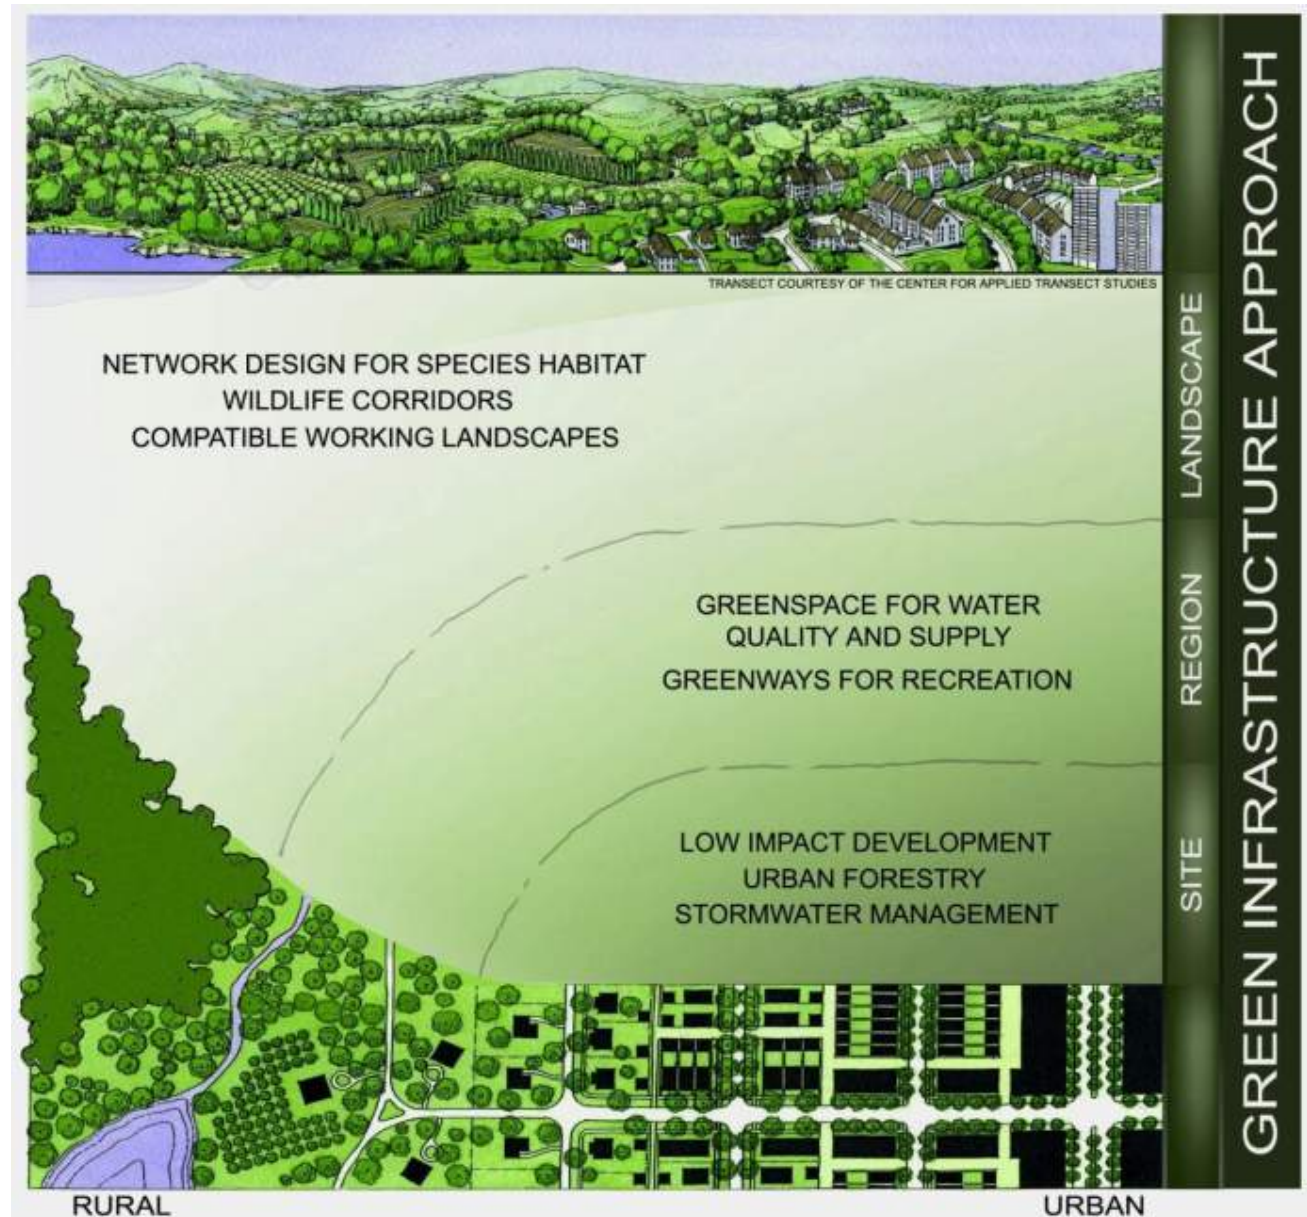 TRANSECT COURTESY OF THE CENTER FOR APPLIED TRANSECT STUDIES
NETWORK DESIGN FOR SPECIES HABITAT
WILDLIFE CORRIDORS
COMPATIBLE WORKING LANDSCAPES
GREENSPACE FOR WATER
QUALITY AND SUPPLY
GREENWAYS FOR RECREATION
LOW IMPACT DEVELOPMENT
URBAN FORESTRY
STORMWATER MANAGEMENT
RURAL
URBAN
LANDSCAPE
REGION
SITE
GREEN INFRASTRUCTURE APPROACH